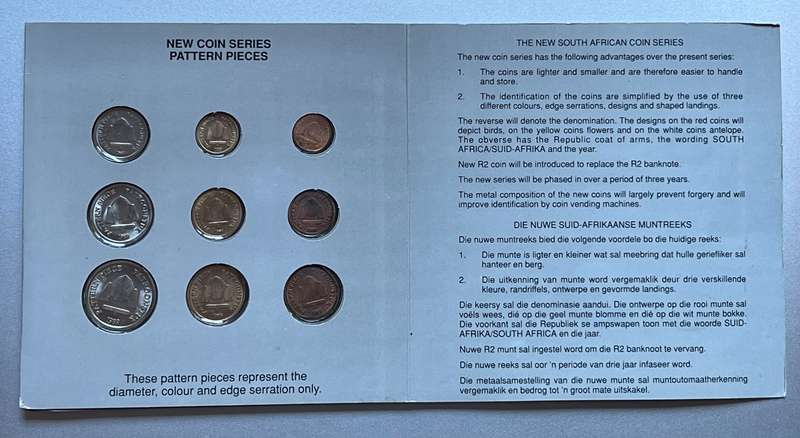 NEW COIN SERIES
PATTERN PIECES
These pattern pieces represent the
diameter, colour and edge serration only.
THE NEW SOUTH AFRICAN COIN SERIES
The new coin series has the following advantages over the present series:
1. The coins are lighter and smaller and are therefore easier to handle
and store.
2. The identification of the coins are simplified by the use of three
different colours, edge serrations, designs and shaped landings.
The reverse will denote the denomination. The designs on the red coins will
depict birds, on the yellow coins flowers and on the white coins antelope.
The obverse has the Republic coat of arms, the wording SOUTH
AFRICA/SUID-AFRIKA and the year.
New R2 coin will be introduced to replace the R2 banknote.
The new series will be phased in over a period of three years.
The metal composition of the new coins will largely prevent forgery and will
improve identification by coin vending machines.
DIE NUWE SUID-AFRIKAANSE MUNTREEKS
Die nuwe muntreeks bied die volgende voordele bo die huidige reeks:
1. Die munte is ligter en kleiner wat sal meebring dat hulle geriefliker sal
hanteer en berg.
2. Die uitkenning van munte word vergemaklik deur drie verskillende
kleure, randriffels, ontwerpe en gevormde landings.
Die keersy sal die denominasie aandui. Die ontwerpe op die rooi munte sal
voëls wees, dié op die geel munte blomme en dié op die wit munte bokke.
Die voorkant sal die Republiek se ampswapen toon met die woorde SUID-
AFRIKA/SOUTH AFRICA en die jaar.
Nuwe R2 munt sal ingestel word om die R2 banknoot te vervang.
Die nuwe reeks sal oor 'n periode van drie jaar infaseer word.
Die metaalsamestelling van die nuwe munte sal muntoutomaatherkenning
vergemaklik en bedrog tot 'n groot mate uitskakel.